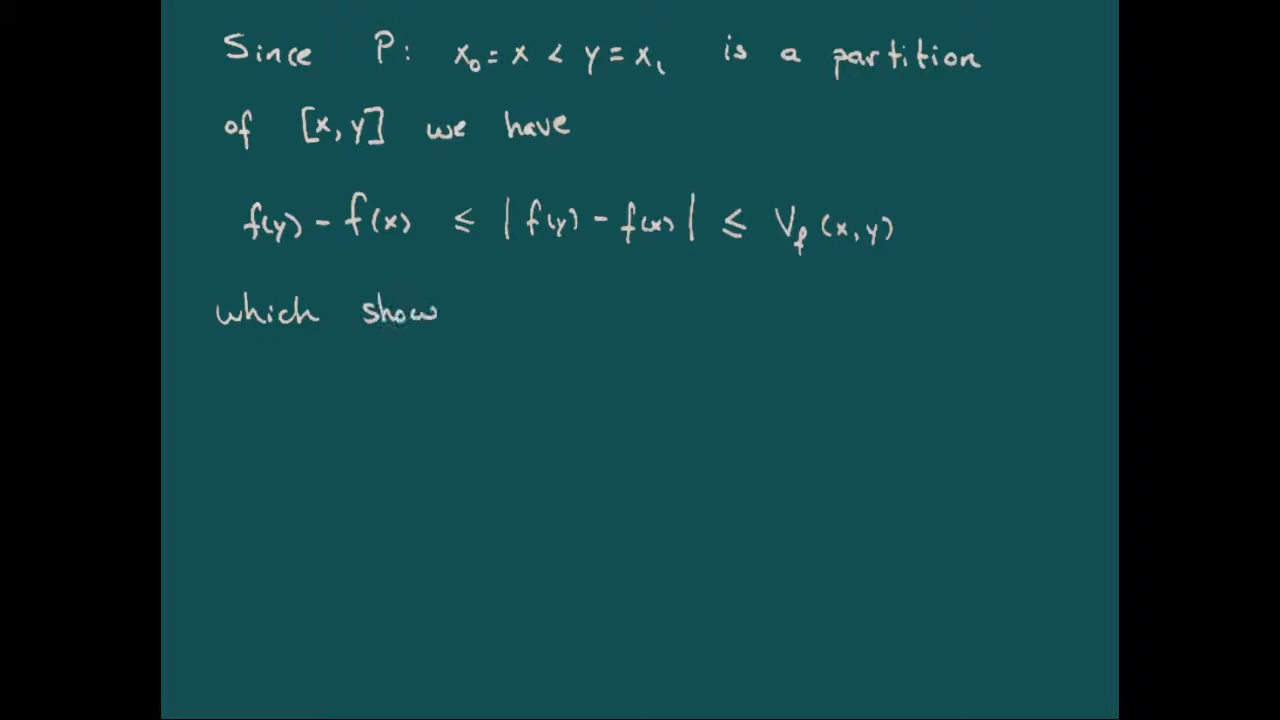 Since P: x₀ = x < y = x₁ is a partition
of [x, y] we have
f(y) - f(x) ≤ | f(y) - f(x) | ≤ V_f (x, y)
which show